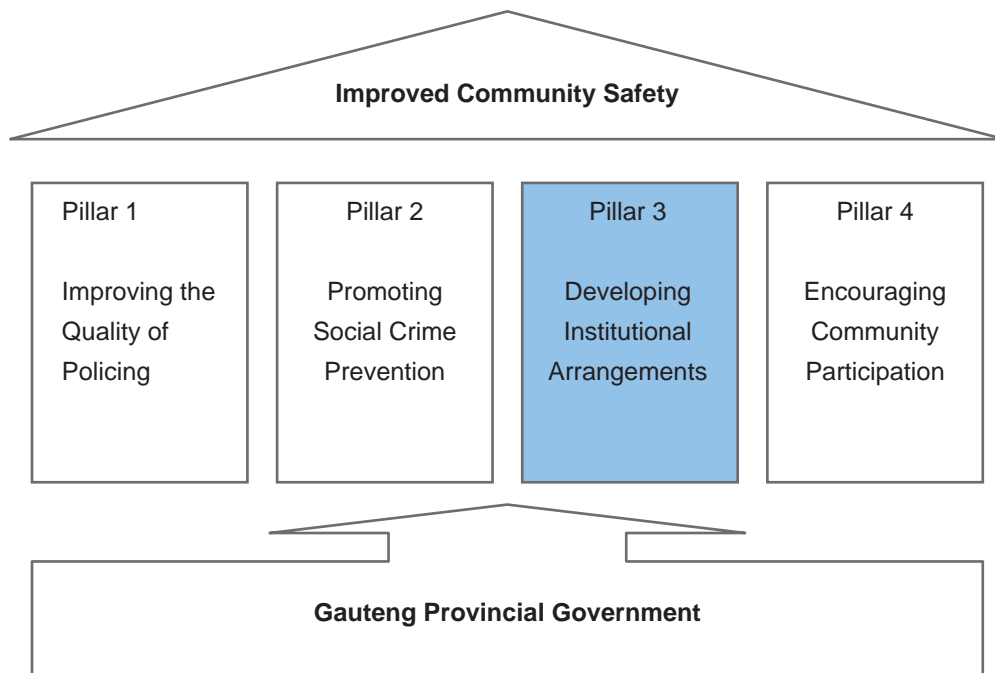 Improved Community Safety
Pillar 1
Improving the
Quality of
Policing
Pillar 2
Promoting
Social Crime
Prevention
Pillar 3
Developing
Institutional
Arrangements
Pillar 4
Encouraging
Community
Participation
Gauteng Provincial Government